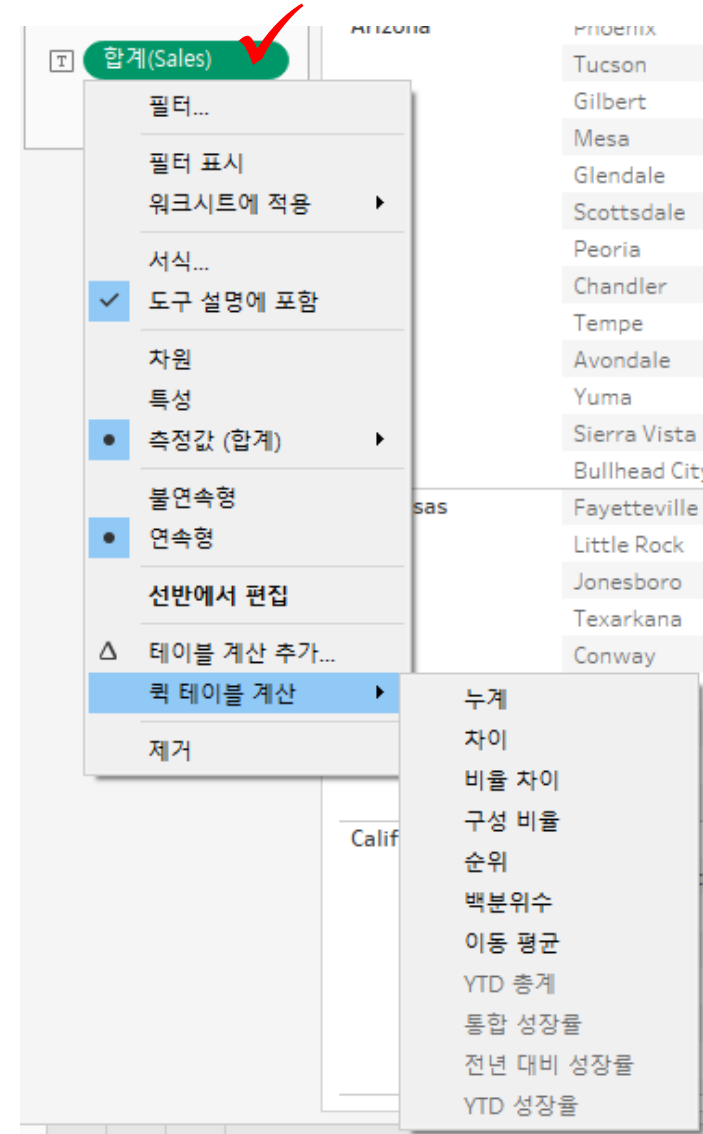 Arizona
Phoenix
T 합계(Sales)
Tucson
필터...
Gilbert
Mesa
필터 표시
Glendale
워크시트에 적용
Scottsdale
Peoria
서식...
Chandler
도구 설명에 포함
Tempe
차원
Avondale
특성
Yuma
측정값 (합계)
Sierra Vista
Bullhead City
불연속형
sas
Fayetteville
연속형
Little Rock
Jonesboro
선반에서 편집
Texarkana
테이블 계산 추가...
Conway
퀵 테이블 계산
누계
제거
차이
비율 차이
구성 비율
Calif
순위
백분위수
이동 평균
YTD 총계
통합 성장률
전년 대비 성장률
YTD 성장율